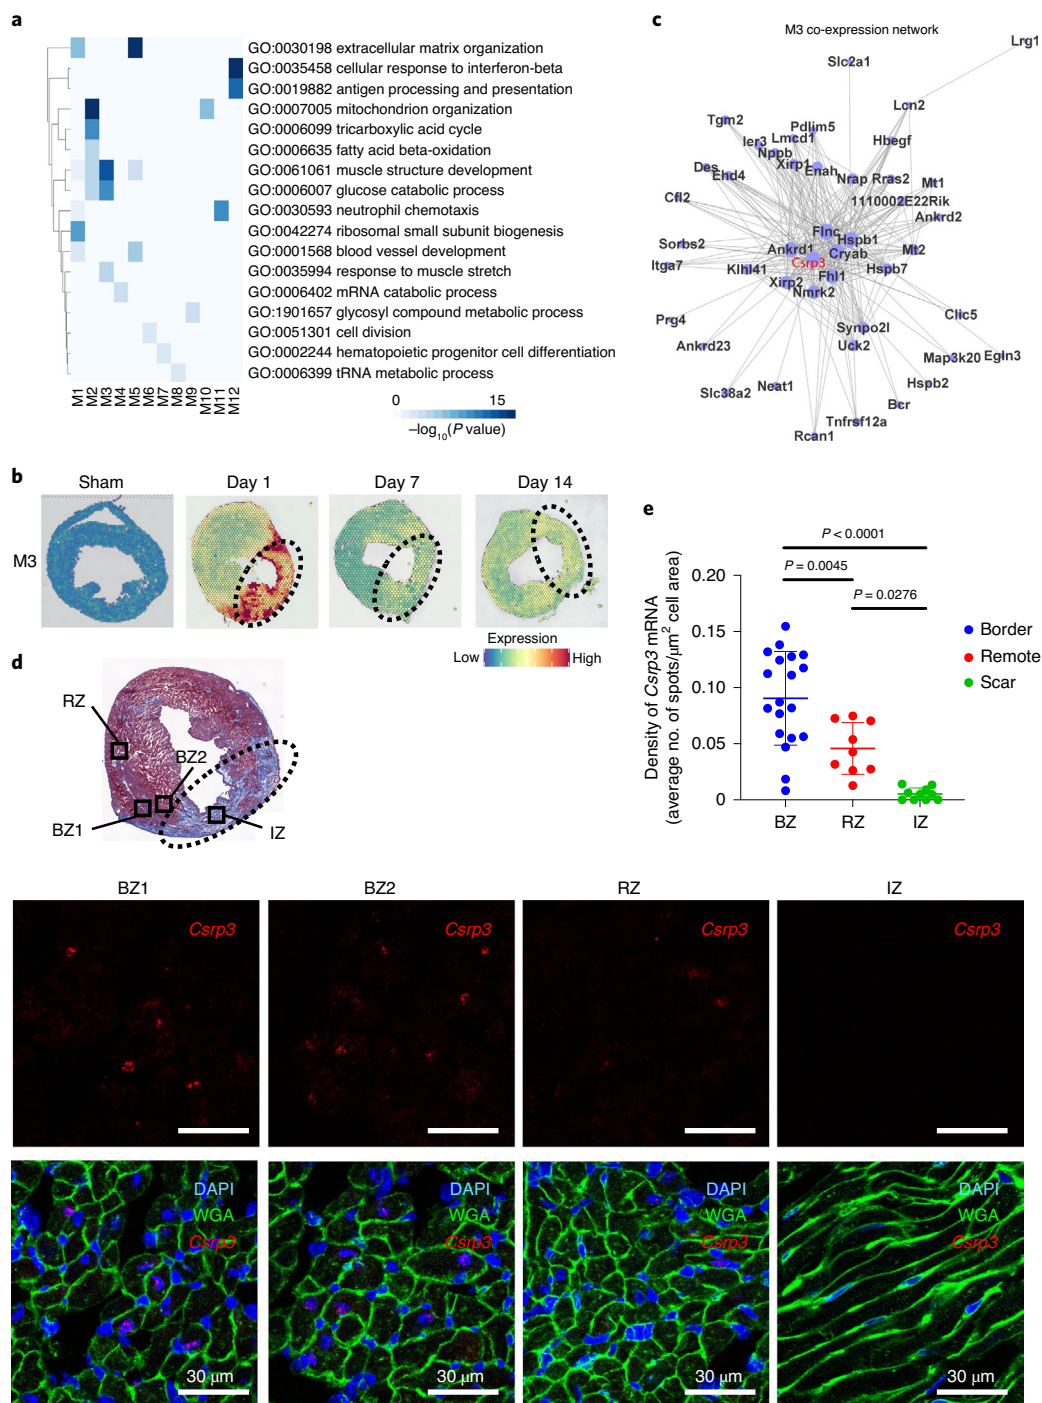 a
GO:0030198 extracellular matrix organization
GO:0035458 cellular response to interferon-beta
GO:0019882 antigen processing and presentation
GO:0007005 mitochondrion organization
GO:0006099 tricarboxylic acid cycle
GO:0006635 fatty acid beta-oxidation
GO:0061061 muscle structure development
GO:0006007 glucose catabolic process
GO:0030593 neutrophil chemotaxis
GO:0042274 ribosomal small subunit biogenesis
GO:0001568 blood vessel development
GO:0035994 response to muscle stretch
GO:0006402 mRNA catabolic process
GO:1901657 glycosyl compound metabolic process
GO:0051301 cell division
GO:0002244 hematopoietic progenitor cell differentiation
GO:0006399 tRNA metabolic process
M1 M2 M3 M4 M5 M6 M7 M8 M9 M10 M11 M12
0 15
–log10(P value)
c
M3 co-expression network
Lrg1
Slc2a1
Lcn2
Tgm2
Pdlim5
Ier3
Lmcd1
Hbegf
Nppb
Xirp1
Enah
Des
Ehd4
Nrap
Rras2
Mt1
Cfl2
1110002E22Rik
Ankrd2
Flnc
Hspb1
Sorbs2
Ankrd1
Cryab
Mt2
Csrp3
Itga7
Klhl41
Fhl1
Hspb7
Xirp2
Nmrk2
Prg4
Clic5
Synpo2l
Ankrd23
Uck2
Map3k20
Egln3
Slc38a2
Neat1
Hspb2
Bcr
Tnfrsf12a
Rcan1
b
Sham
Day 1
Day 7
Day 14
M3
Expression
Low
High
d
RZ
BZ2
BZ1
IZ
e
P < 0.0001
P = 0.0045
P = 0.0276
Density of Csrp3 mRNA
(average no. of spots/μm2 cell area)
0.20
0.15
0.10
0.05
0
BZ
RZ
IZ
Border
Remote
Scar
BZ1
BZ2
RZ
IZ
Csrp3
Csrp3
Csrp3
Csrp3
DAPI
WGA
Csrp3
30 μm
DAPI
WGA
Csrp3
30 μm
DAPI
WGA
Csrp3
30 μm
DAPI
WGA
Csrp3
30 μm